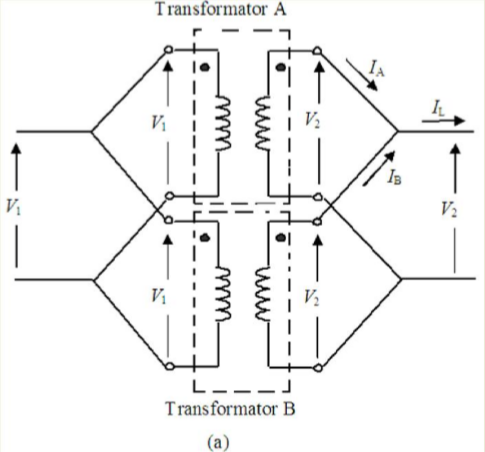 Transformator A
I_A
V_1
V_2
I_L
V_1
I_B
V_2
V_1
V_2
Transformator B
(a)